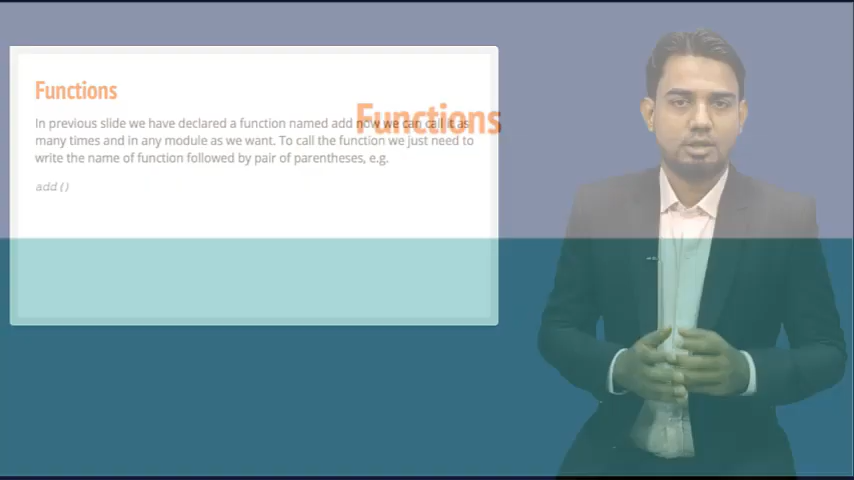 Functions
Functions
In previous slide we have declared a function named add now we can call it as
many times and in any module as we want. To call the function we just need to
write the name of function followed by pair of parentheses, e.g.
add ()